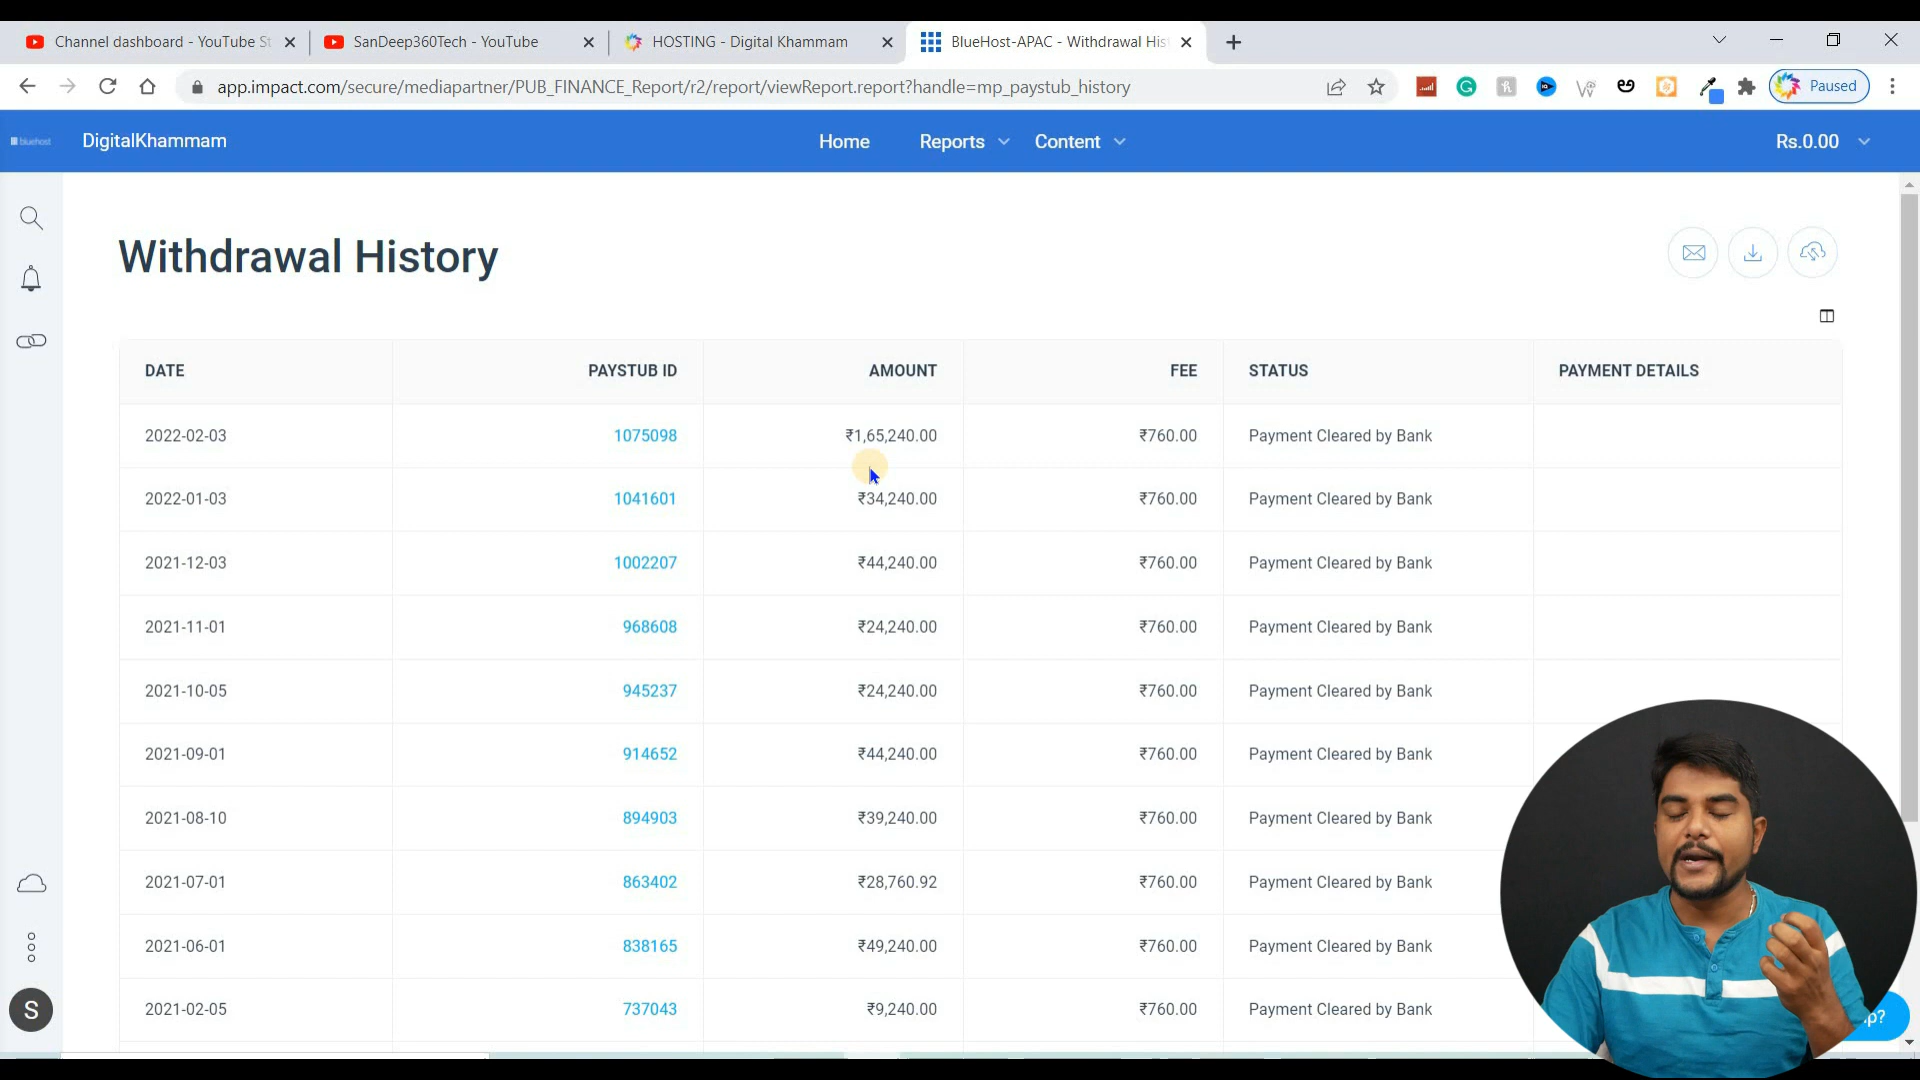 Channel dashboard - YouTube St
SanDeep360Tech - YouTube
HOSTING - Digital Khammam
BlueHost-APAC - Withdrawal His
app.impact.com/secure/mediapartner/PUB_FINANCE_Report/r2/report/viewReport.report?handle=mp_paystub_history
Paused
bluehost
DigitalKhammam
Home
Reports
Content
Rs.0.00
Withdrawal History
DATE PAYSTUB ID AMOUNT FEE STATUS PAYMENT DETAILS
2022-02-03 1075098 ₹1,65,240.00 ₹760.00 Payment Cleared by Bank
2022-01-03 1041601 ₹34,240.00 ₹760.00 Payment Cleared by Bank
2021-12-03 1002207 ₹44,240.00 ₹760.00 Payment Cleared by Bank
2021-11-01 968608 ₹24,240.00 ₹760.00 Payment Cleared by Bank
2021-10-05 945237 ₹24,240.00 ₹760.00 Payment Cleared by Bank
2021-09-01 914652 ₹44,240.00 ₹760.00 Payment Cleared by Bank
2021-08-10 894903 ₹39,240.00 ₹760.00 Payment Cleared by Bank
2021-07-01 863402 ₹28,760.92 ₹760.00 Payment Cleared by Bank
2021-06-01 838165 ₹49,240.00 ₹760.00 Payment Cleared by Bank
2021-02-05 737043 ₹9,240.00 ₹760.00 Payment Cleared by Bank
S
p?